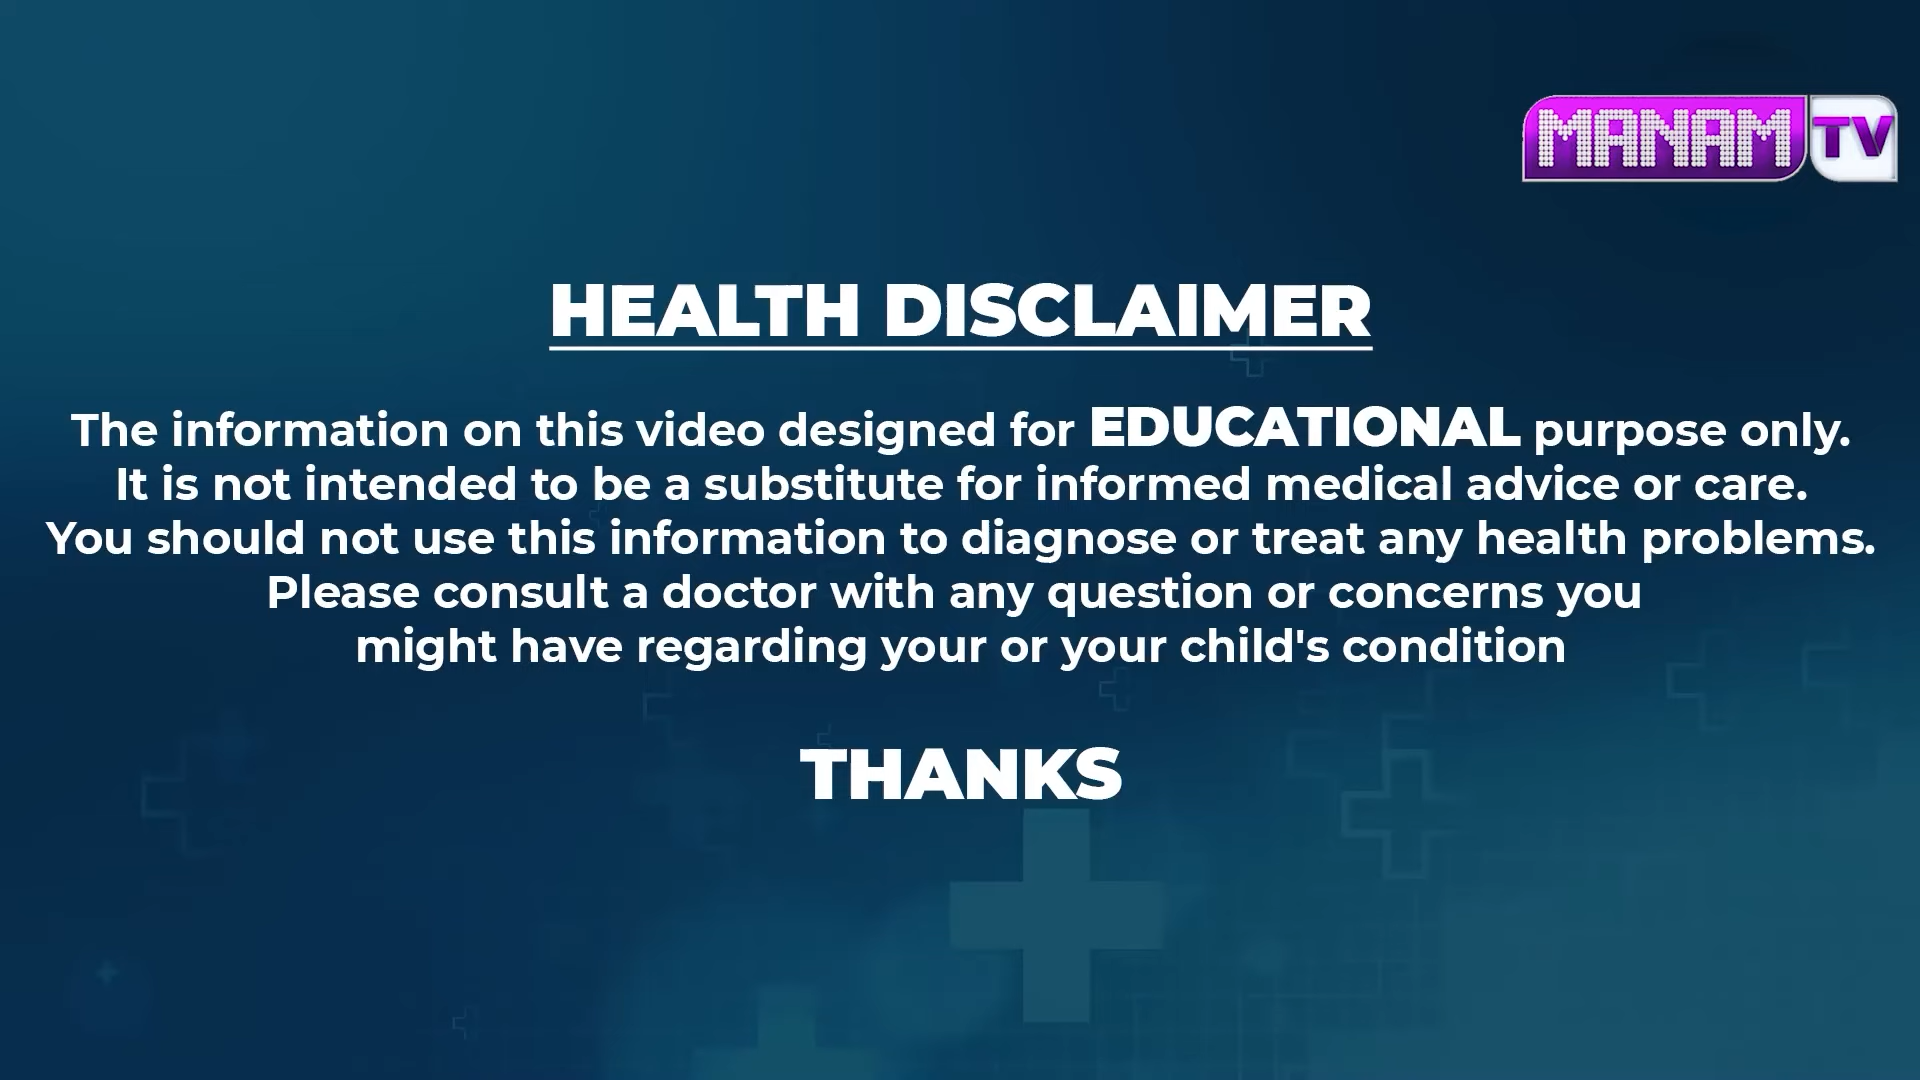 MANAM TV
HEALTH DISCLAIMER
The information on this video designed for EDUCATIONAL purpose only.
It is not intended to be a substitute for informed medical advice or care.
You should not use this information to diagnose or treat any health problems.
Please consult a doctor with any question or concerns you
might have regarding your or your child's condition
THANKS